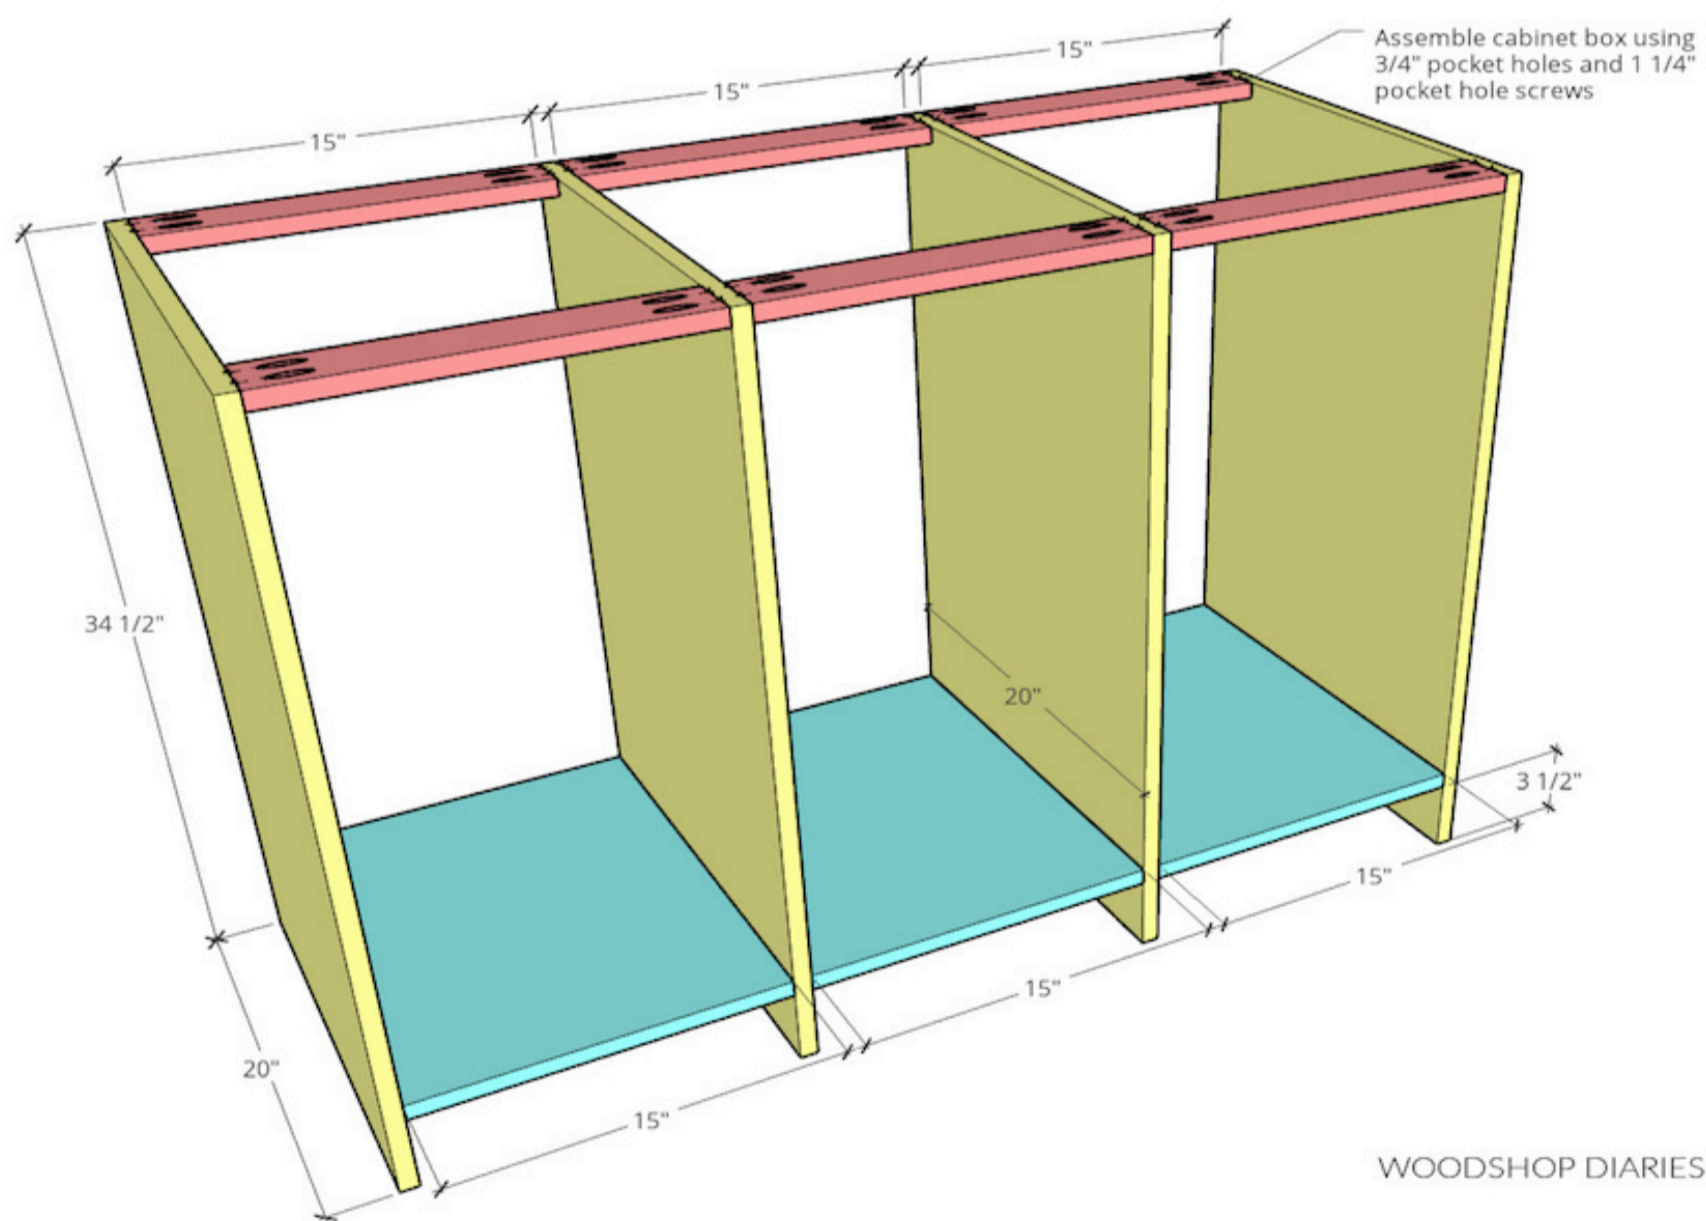 15"
15"
15"
Assemble cabinet box using
3/4" pocket holes and 1 1/4"
pocket hole screws
34 1/2"
20"
3 1/2"
15"
15"
20"
15"
WOODSHOP DIARIES